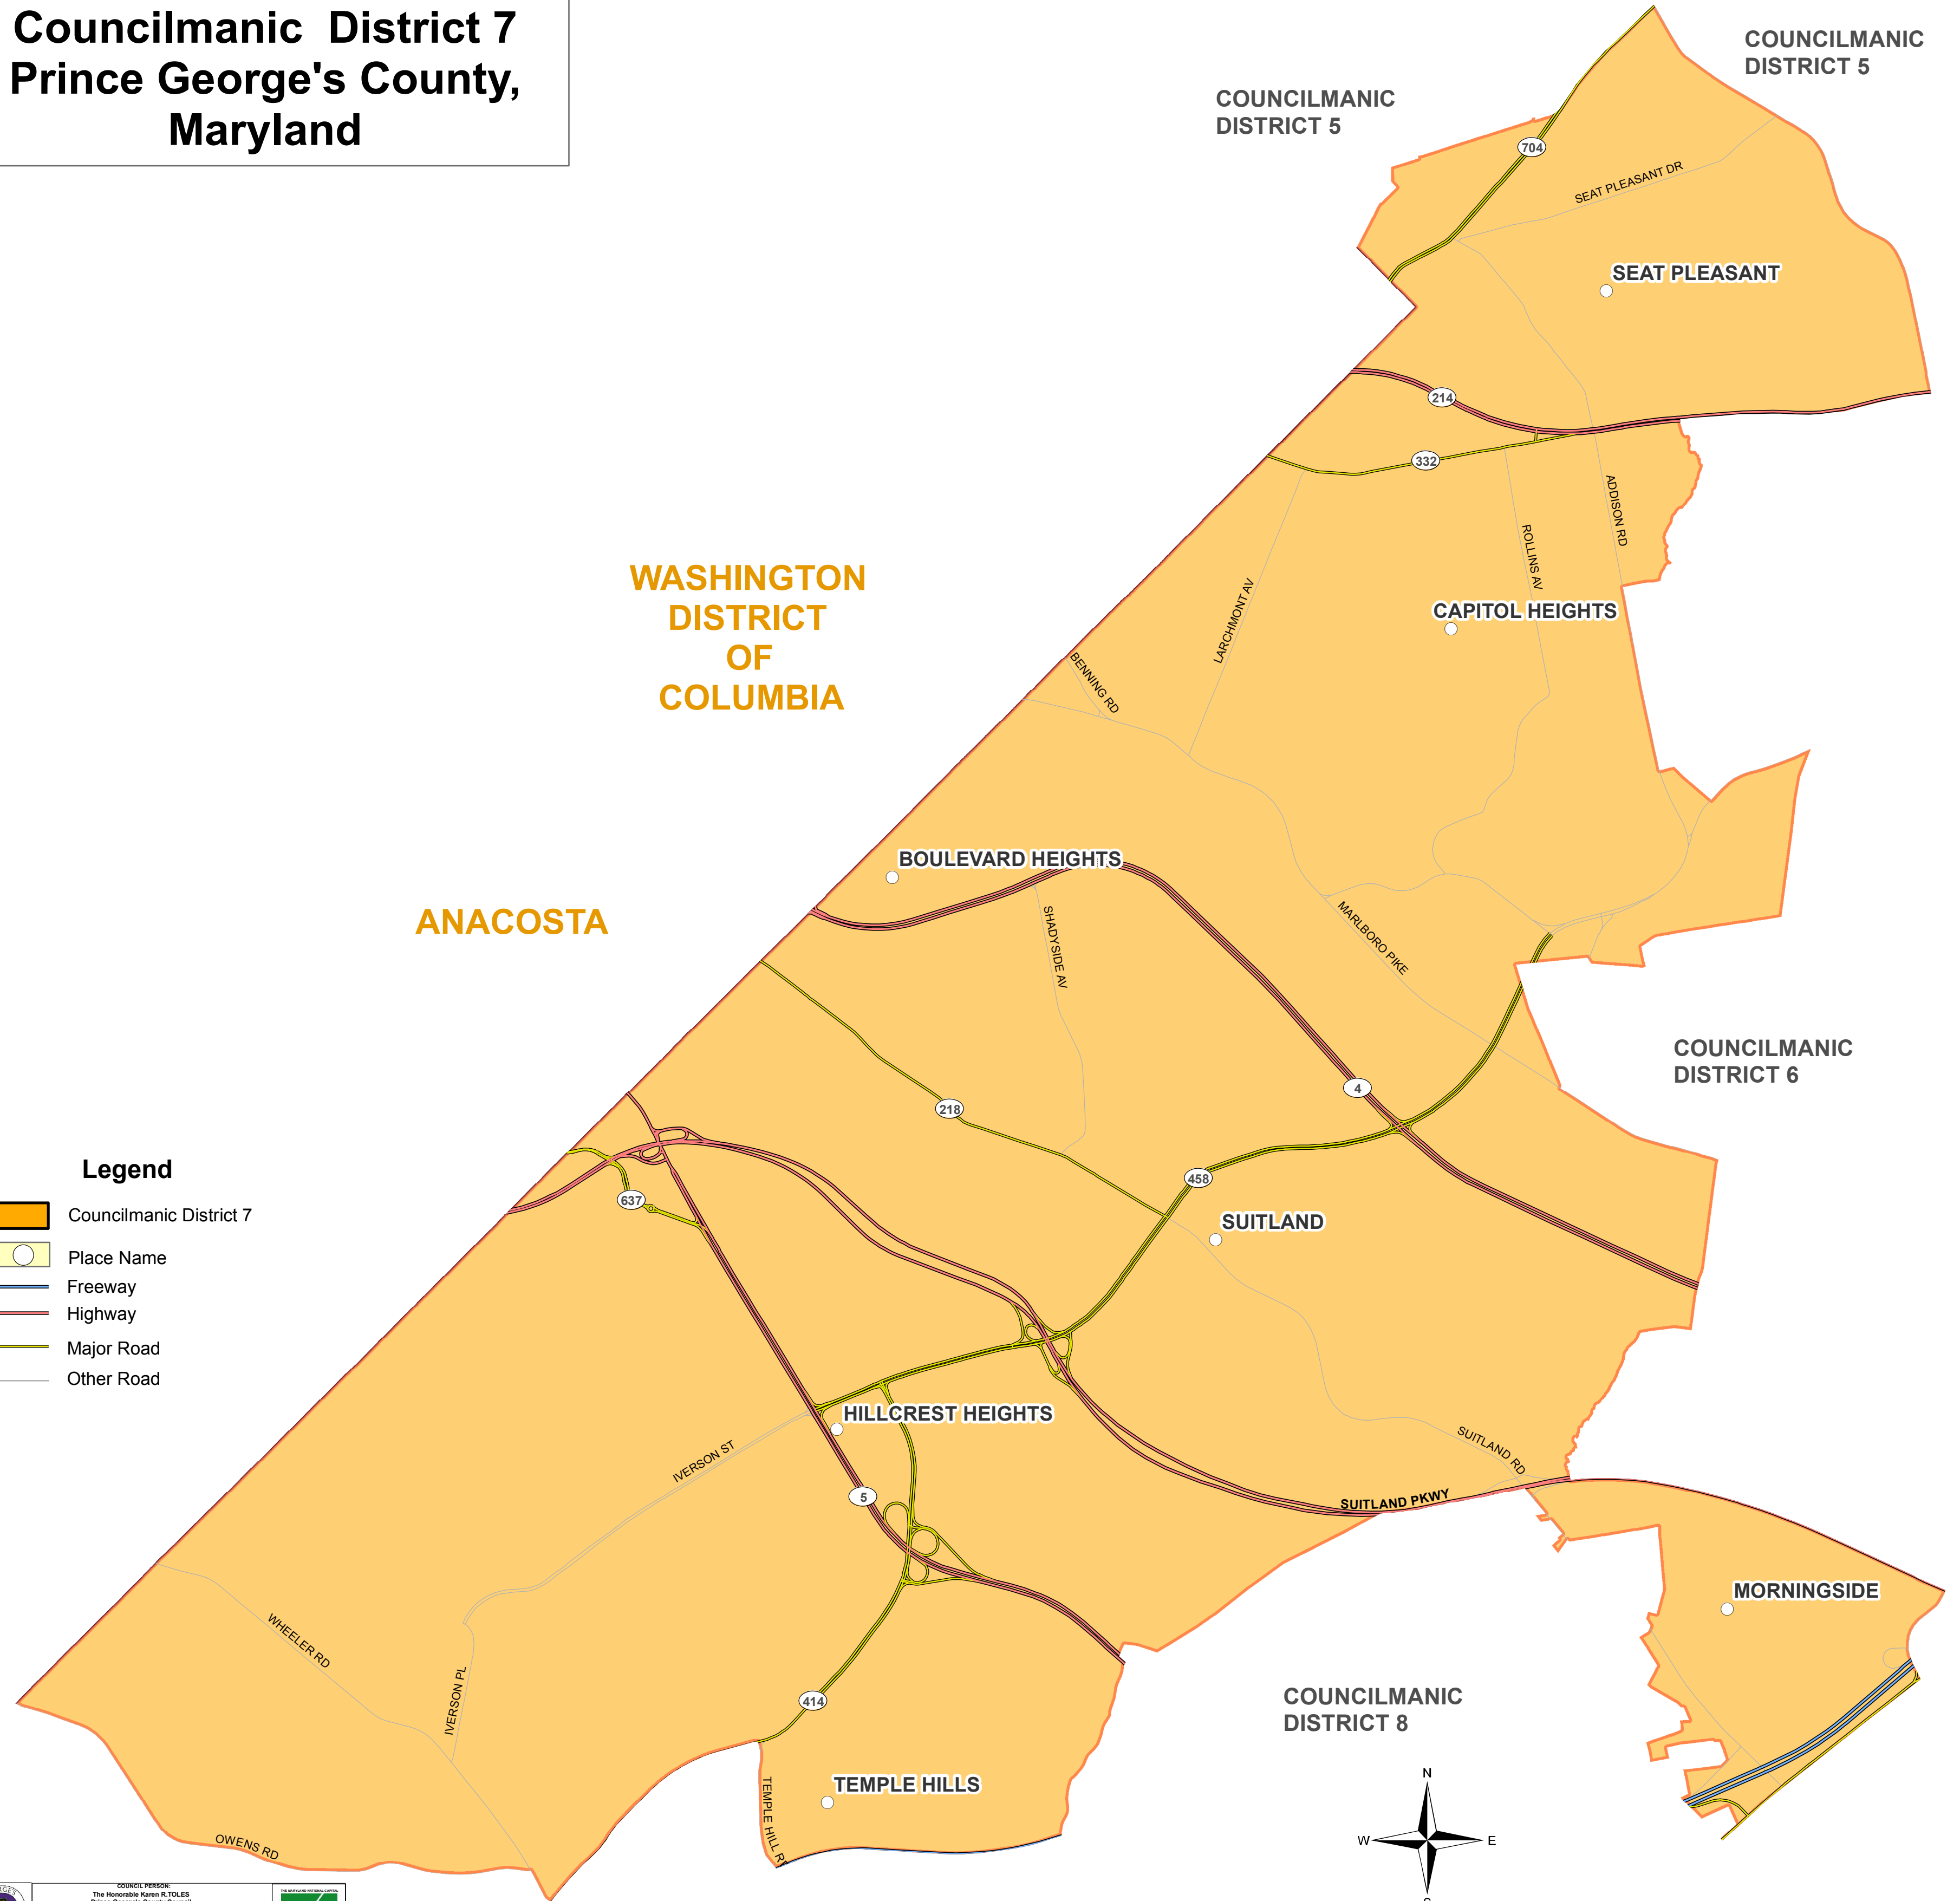 Councilmanic District 7
Prince George's County,
Maryland
COUNCILMANIC
DISTRICT 5
COUNCILMANIC
DISTRICT 5
704
SEAT PLEASANT DR
SEAT PLEASANT
214
332
ADDISON RD
ROLLINS AV
LARCHMONT AV
CAPITOL HEIGHTS
WASHINGTON
DISTRICT
OF
COLUMBIA
BENNING RD
BOULEVARD HEIGHTS
ANACOSTA
SHADYSIDE AV
MARLBORO PIKE
COUNCILMANIC
DISTRICT 6
4
218
458
637
SUITLAND
Legend
Councilmanic District 7
Place Name
Freeway
Highway
Major Road
Other Road
HILLCREST HEIGHTS
IVERSON ST
SUITLAND RD
5
SUITLAND PKWY
MORNINGSIDE
WHEELER RD
IVERSON PL
414
COUNCILMANIC
DISTRICT 8
TEMPLE HILLS
TEMPLE HILL R
OWENS RD
N
W
E
COUNCIL PERSON:
The Honorable Karen R.TOLES
THE MARYLAND-NATIONAL CAPITAL